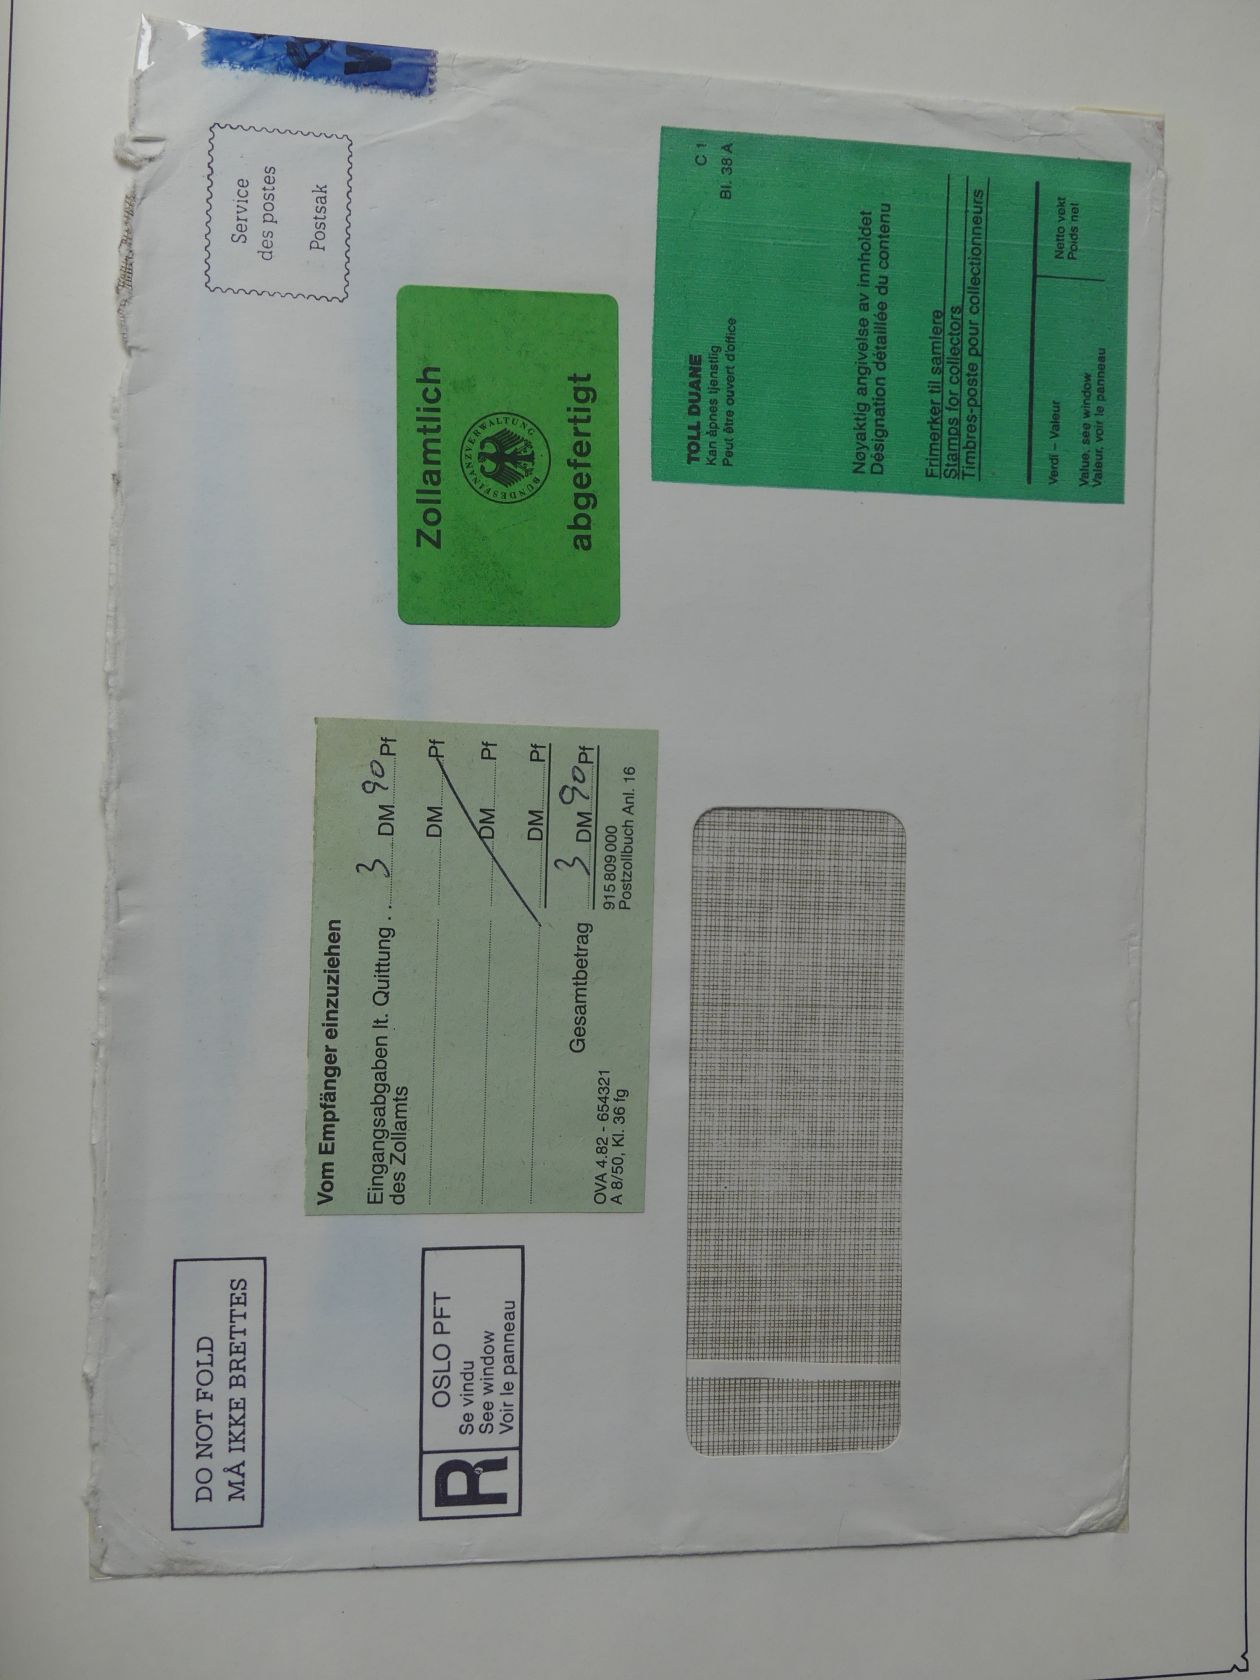 DO NOT FOLD
MÅ IKKE BRETTES
Service
des postes
Postsak
R
OSLO PFT
Se vindu
See window
Voir le panneau
Vom Empfänger einzuziehen
Eingangsabgaben lt. Quittung . . 3 DM 90 Pf
des Zollamts
DM Pf
DM Pf
DM Pf
Gesamtbetrag 3 DM 90 Pf
OVA 4.82 - 654321
A 8/50, Kl. 36 fg
915 809 000
Postzollbuch Anl. 16
Zollamtlich
BUNDESFINANZVERWALTUNG
abgefertigt
TOLL DUANE
Kan åpnes tjenstlig
Peut être ouvert d'office
C 1
Bl. 38 A
Nøyaktig angivelse av innholdet
Désignation détaillée du contenu
Frimerker til samlere
Stamps for collectors
Timbres-poste pour collectionneurs
Verdi – Valeur
Value, see window
Valeur, voir le panneau
Netto vekt
Poids net